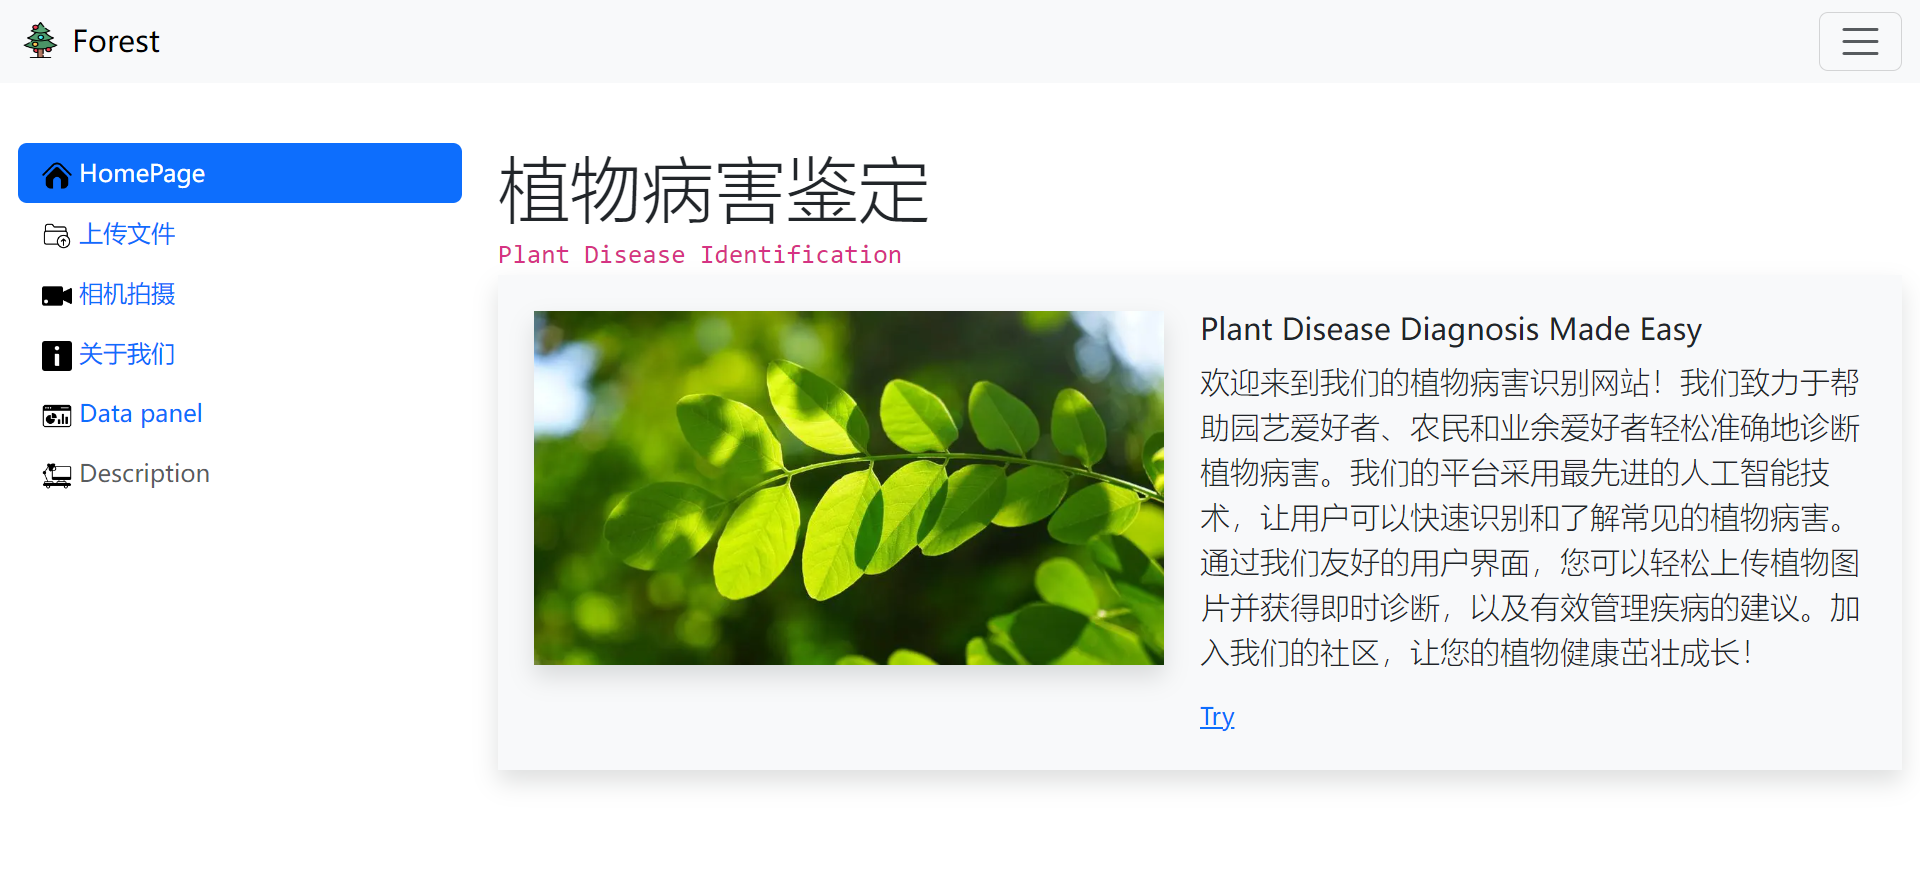 Forest
HomePage
上传文件
相机拍摄
关于我们
Data panel
Description
植物病害鉴定
Plant Disease Identification
Plant Disease Diagnosis Made Easy
欢迎来到我们的植物病害识别网站！我们致力于帮
助园艺爱好者、农民和业余爱好者轻松准确地诊断
植物病害。我们的平台采用最先进的人工智能技
术，让用户可以快速识别和了解常见的植物病害。
通过我们友好的用户界面，您可以轻松上传植物图
片并获得即时诊断，以及有效管理疾病的建议。加
入我们的社区，让您的植物健康茁壮成长！
Try